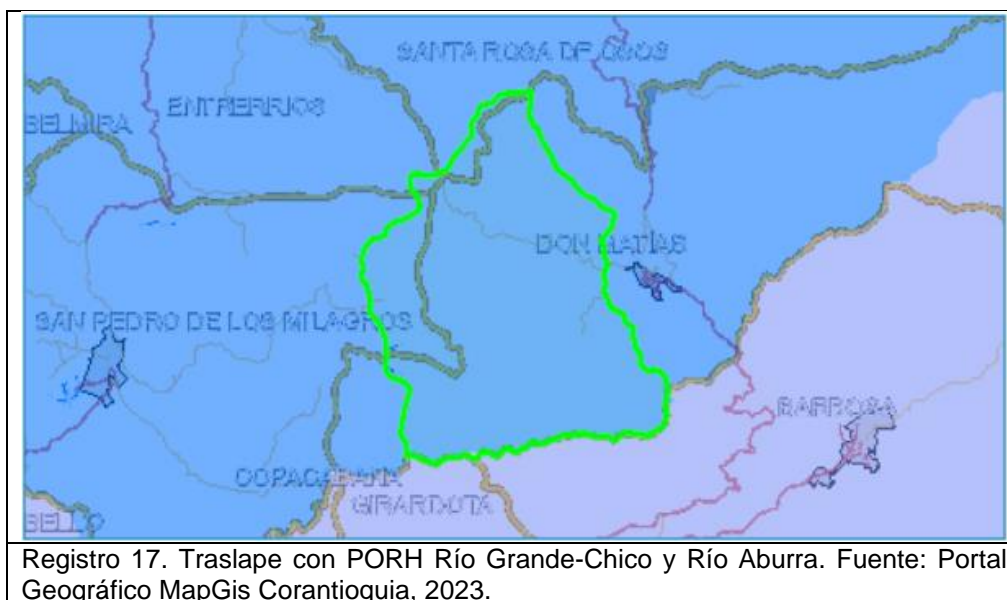 SANTA ROSA DE OSOS
ENTRERRIOS
BELMIRA
DON MATÍAS
SAN PEDRO DE LOS MILAGROS
BARBOSA
COPACABANA
GIRARDOTA
BELLO
Registro 17. Traslape con PORH Río Grande-Chico y Río Aburra. Fuente: Portal
Geográfico MapGis Corantioquia, 2023.